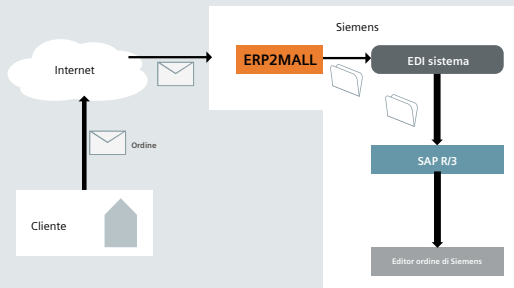 Siemens
Internet
ERP2MALL
EDI sistema
Ordine
SAP R/3
Cliente
Editor ordine di Siemens